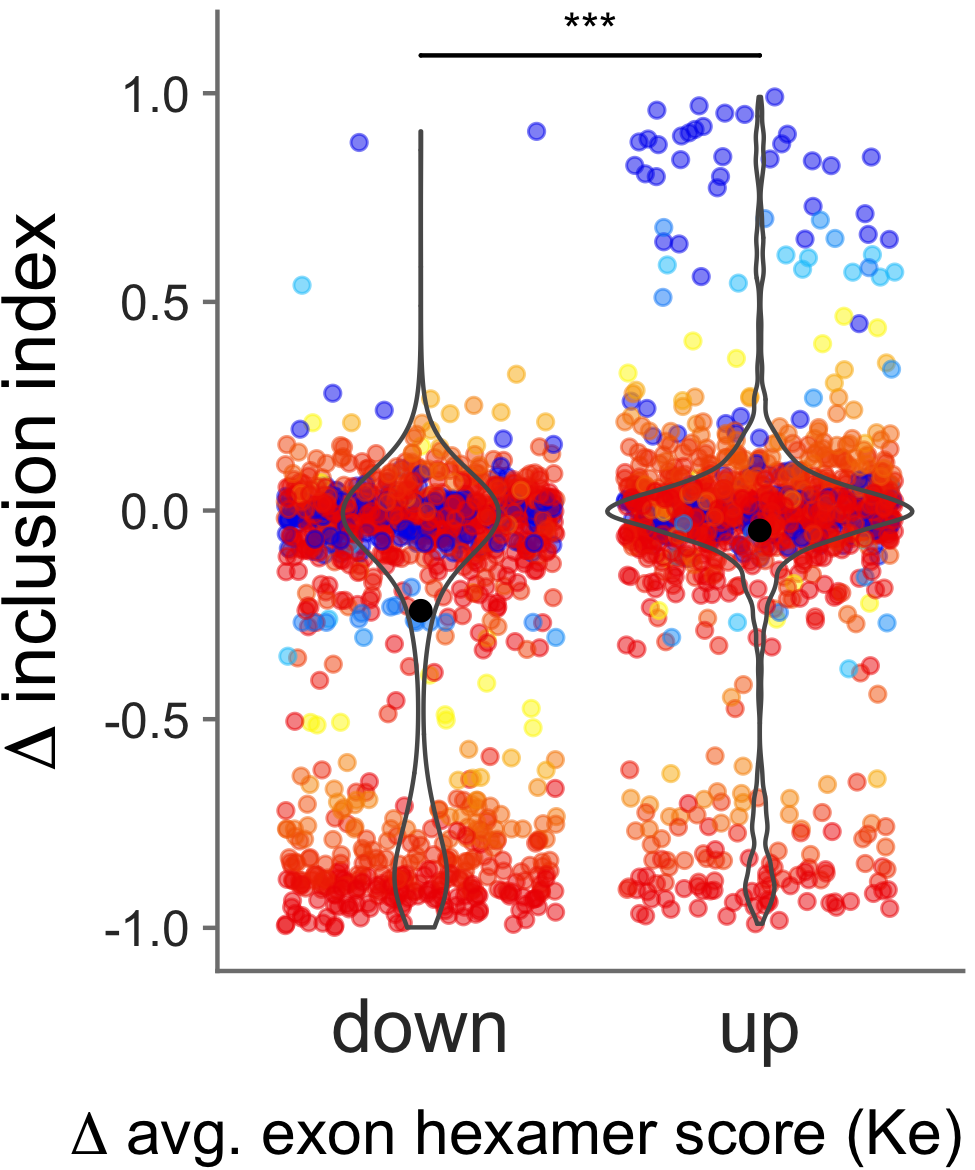 ***
1.0
0.5
0.0
-0.5
-1.0
Δ inclusion index
down up
Δ avg. exon hexamer score (Ke)